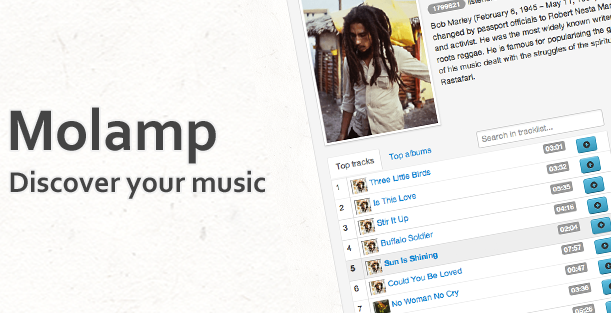 Molamp
Discover your music
1799821
Bob Marley (February 6, 1945 – May 11,
changed by passport officials to Robert Nesta Mar
and activist. He was the most widely known writer
roots reggae. He is famous for popularising the g
of his music dealt with the struggles of the spiritu
Rastafari.
Search in tracklist...
Top tracks Top albums
1 Three Little Birds 03:01
2 Is This Love 03:32
3 Stir It Up 05:35
4 Buffalo Soldier 04:16
5 Sun Is Shining 02:04
6 Could You Be Loved 07:57
7 No Woman No Cry 00:47
03:36